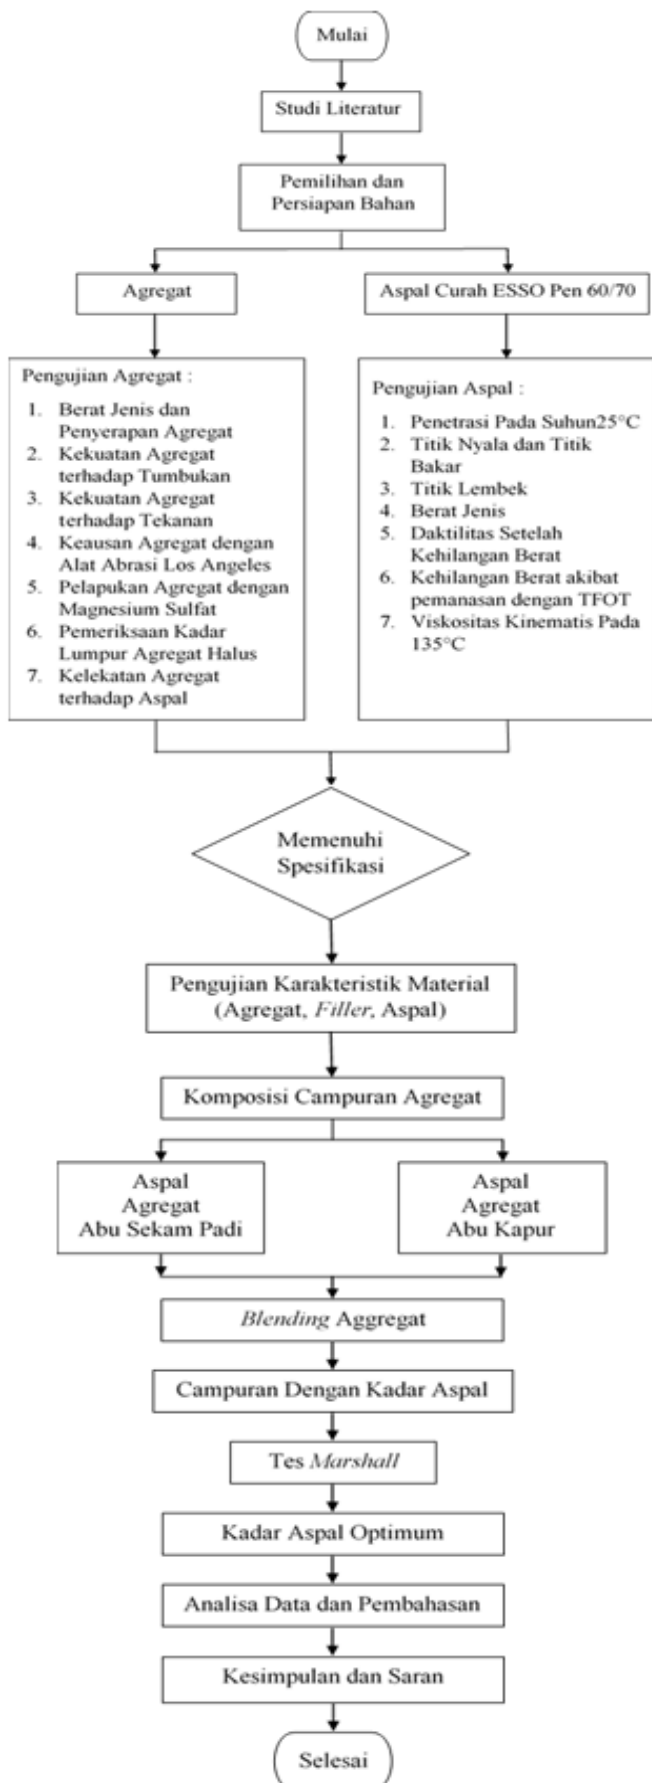 Mulai
Studi Literatur
Pemilihan dan
Persiapan Bahan
Agregat
Aspal Curah ESSO Pen 60/70
Pengujian Agregat :
1. Berat Jenis dan
Penyerapan Agregat
2. Kekuatan Agregat
terhadap Tumbukan
3. Kekuatan Agregat
terhadap Tekanan
4. Keausan Agregat dengan
Alat Abrasi Los Angeles
5. Pelapukan Agregat dengan
Magnesium Sulfat
6. Pemeriksaan Kadar
Lumpur Agregat Halus
7. Kelekatan Agregat
terhadap Aspal
Pengujian Aspal :
1. Penetrasi Pada Suhun25°C
2. Titik Nyala dan Titik
Bakar
3. Titik Lembek
4. Berat Jenis
5. Daktilitas Setelah
Kehilangan Berat
6. Kehilangan Berat akibat
pemanasan dengan TFOT
7. Viskositas Kinematis Pada
135°C
Memenuhi
Spesifikasi
Pengujian Karakteristik Material
(Agregat, Filler, Aspal)
Komposisi Campuran Agregat
Aspal
Agregat
Abu Sekam Padi
Aspal
Agregat
Abu Kapur
Blending Aggregat
Campuran Dengan Kadar Aspal
Tes Marshall
Kadar Aspal Optimum
Analisa Data dan Pembahasan
Kesimpulan dan Saran
Selesai